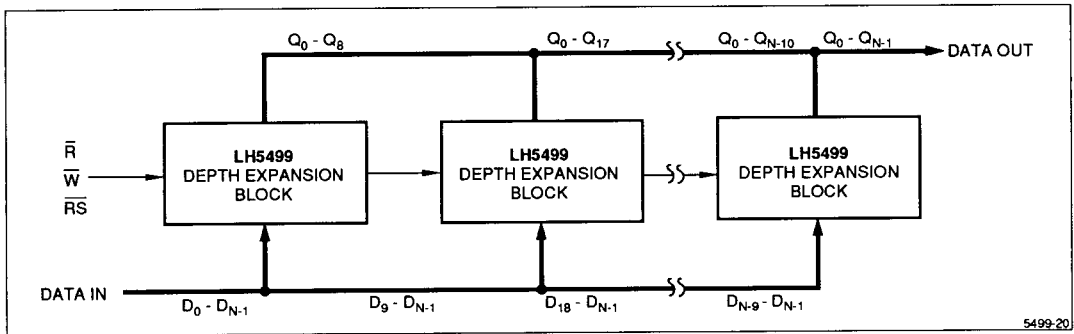 Q0 - Q8
Q0 - Q17
Q0 - QN-10
Q0 - QN-1
DATA OUT
R
W
RS
LH5499
DEPTH EXPANSION
BLOCK
LH5499
DEPTH EXPANSION
BLOCK
LH5499
DEPTH EXPANSION
BLOCK
DATA IN
D0 - DN-1
D9 - DN-1
D18 - DN-1
DN-9 - DN-1
5499-20